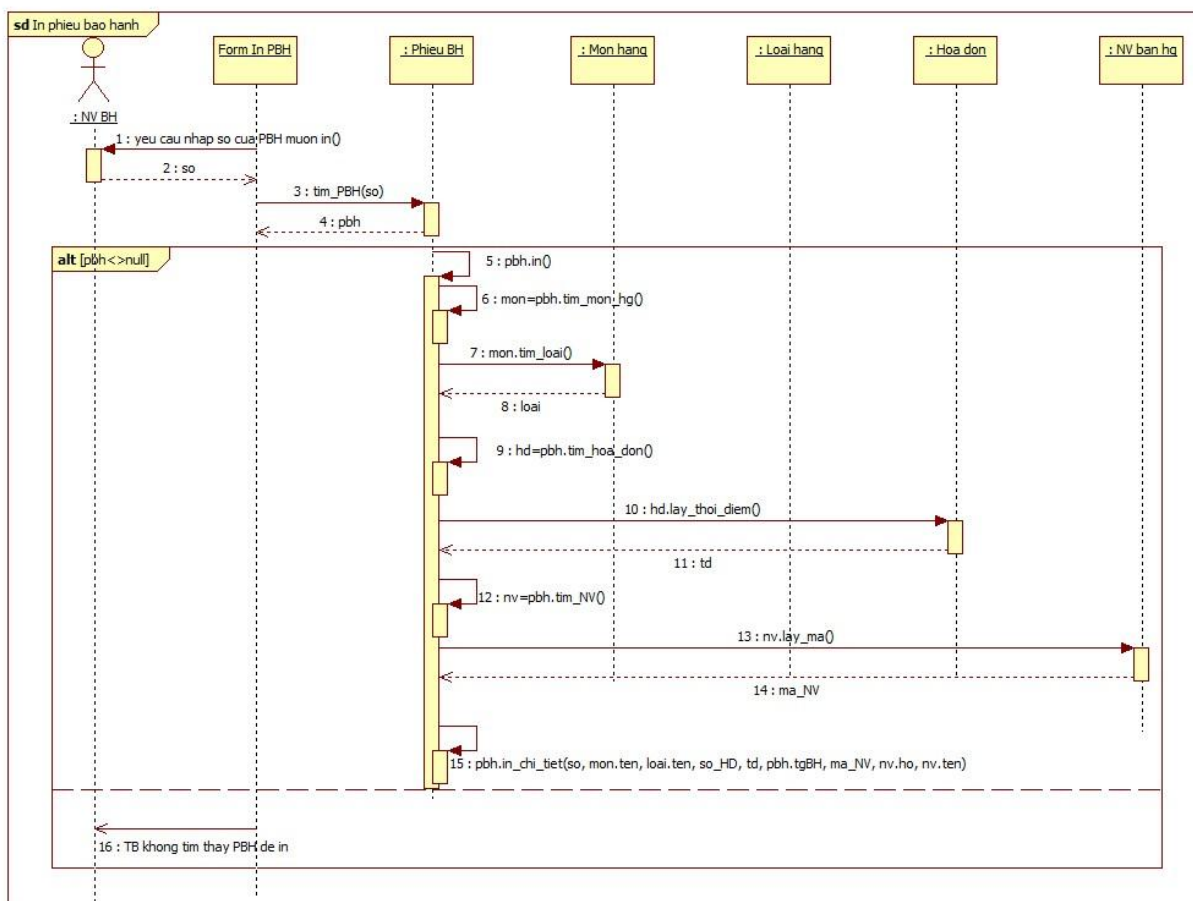 sd In phieu bao hanh
Form In PBH
: Phieu BH
: Mon hang
: Loai hang
: Hoa don
: NV ban hg
: NV BH
1 : yeu cau nhap so cua PBH muon in()
2 : so
3 : tim_PBH(so)
4 : pbh
alt [pbh<>null]
5 : pbh.in()
6 : mon=pbh.tim_mon_hg()
7 : mon.tim_loai()
8 : loai
9 : hd=pbh.tim_hoa_don()
10 : hd.lay_thoi_diem()
11 : td
12 : nv=pbh.tim_NV()
13 : nv.lay_ma()
14 : ma_NV
15 : pbh.in_chi_tiet(so, mon.ten, loai.ten, so_HD, td, pbh.tgBH, ma_NV, nv.ho, nv.ten)
16 : TB khong tim thay PBH de in